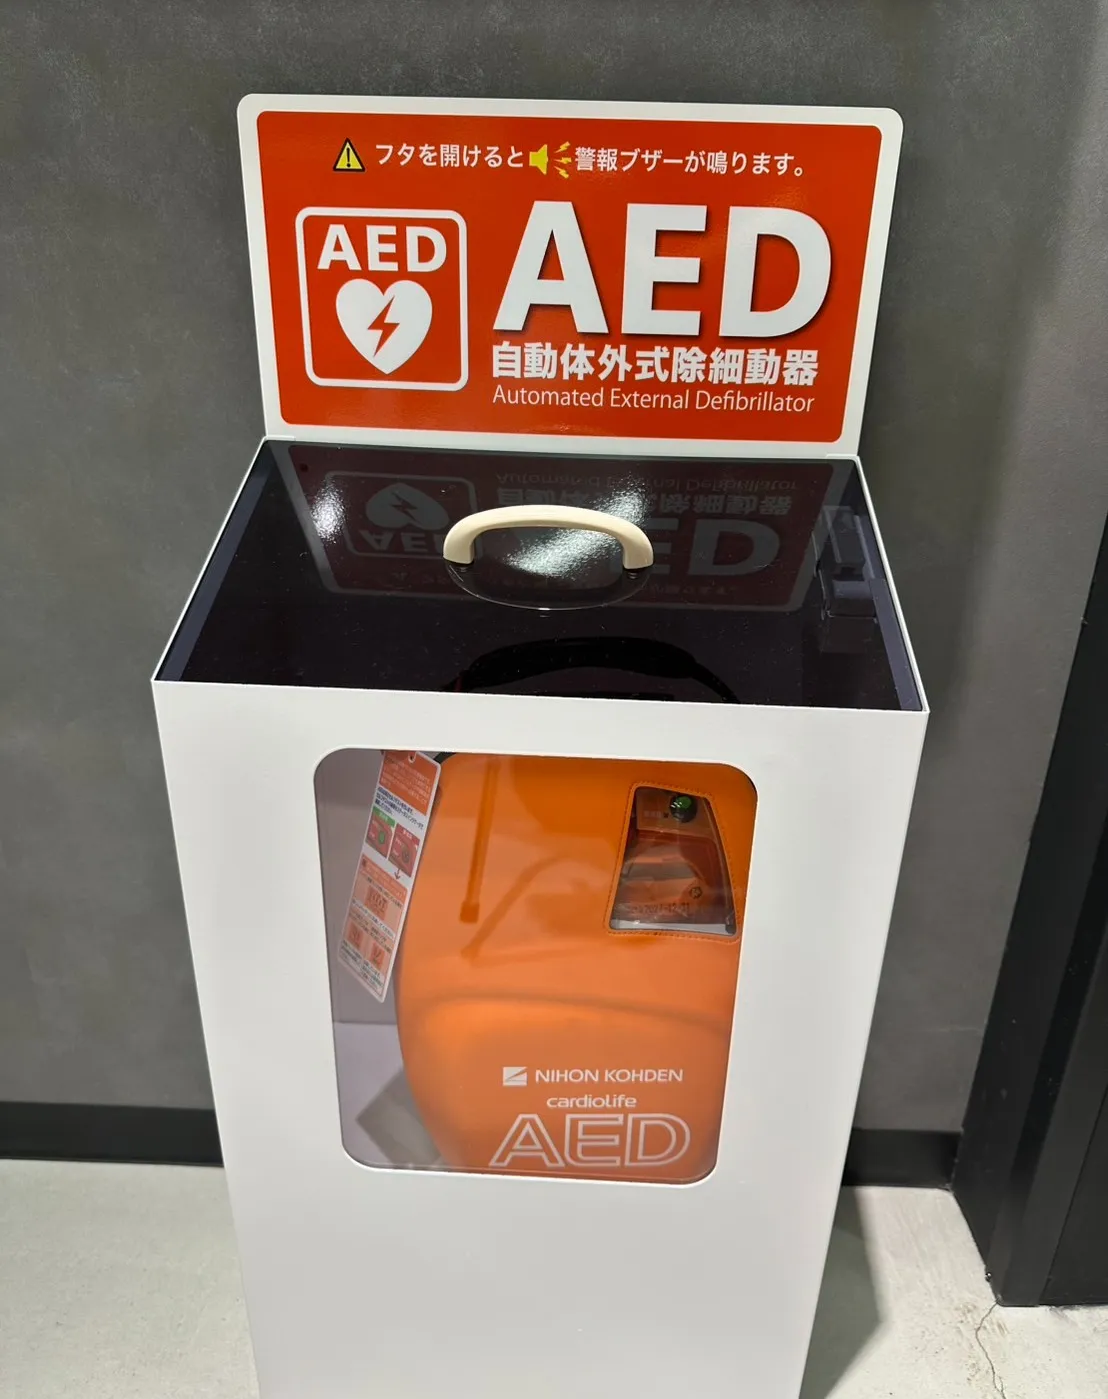 フタを開けると警報ブザーが鳴ります。
AED
AED
自動体外式除細動器
Automated External Defibrillator
NIHON KOHDEN
cardiolife
AED